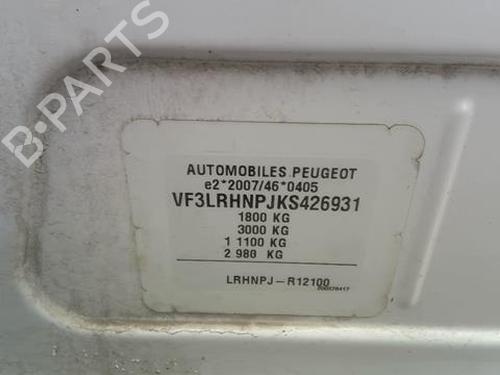 B-PARTS
AUTOMOBILES PEUGEOT
e2*2007/46*0405
VF3LRHNPJKS426931
1800 KG
3000 KG
1 1100 KG
2 980 KG
LRHNPJ-R12100